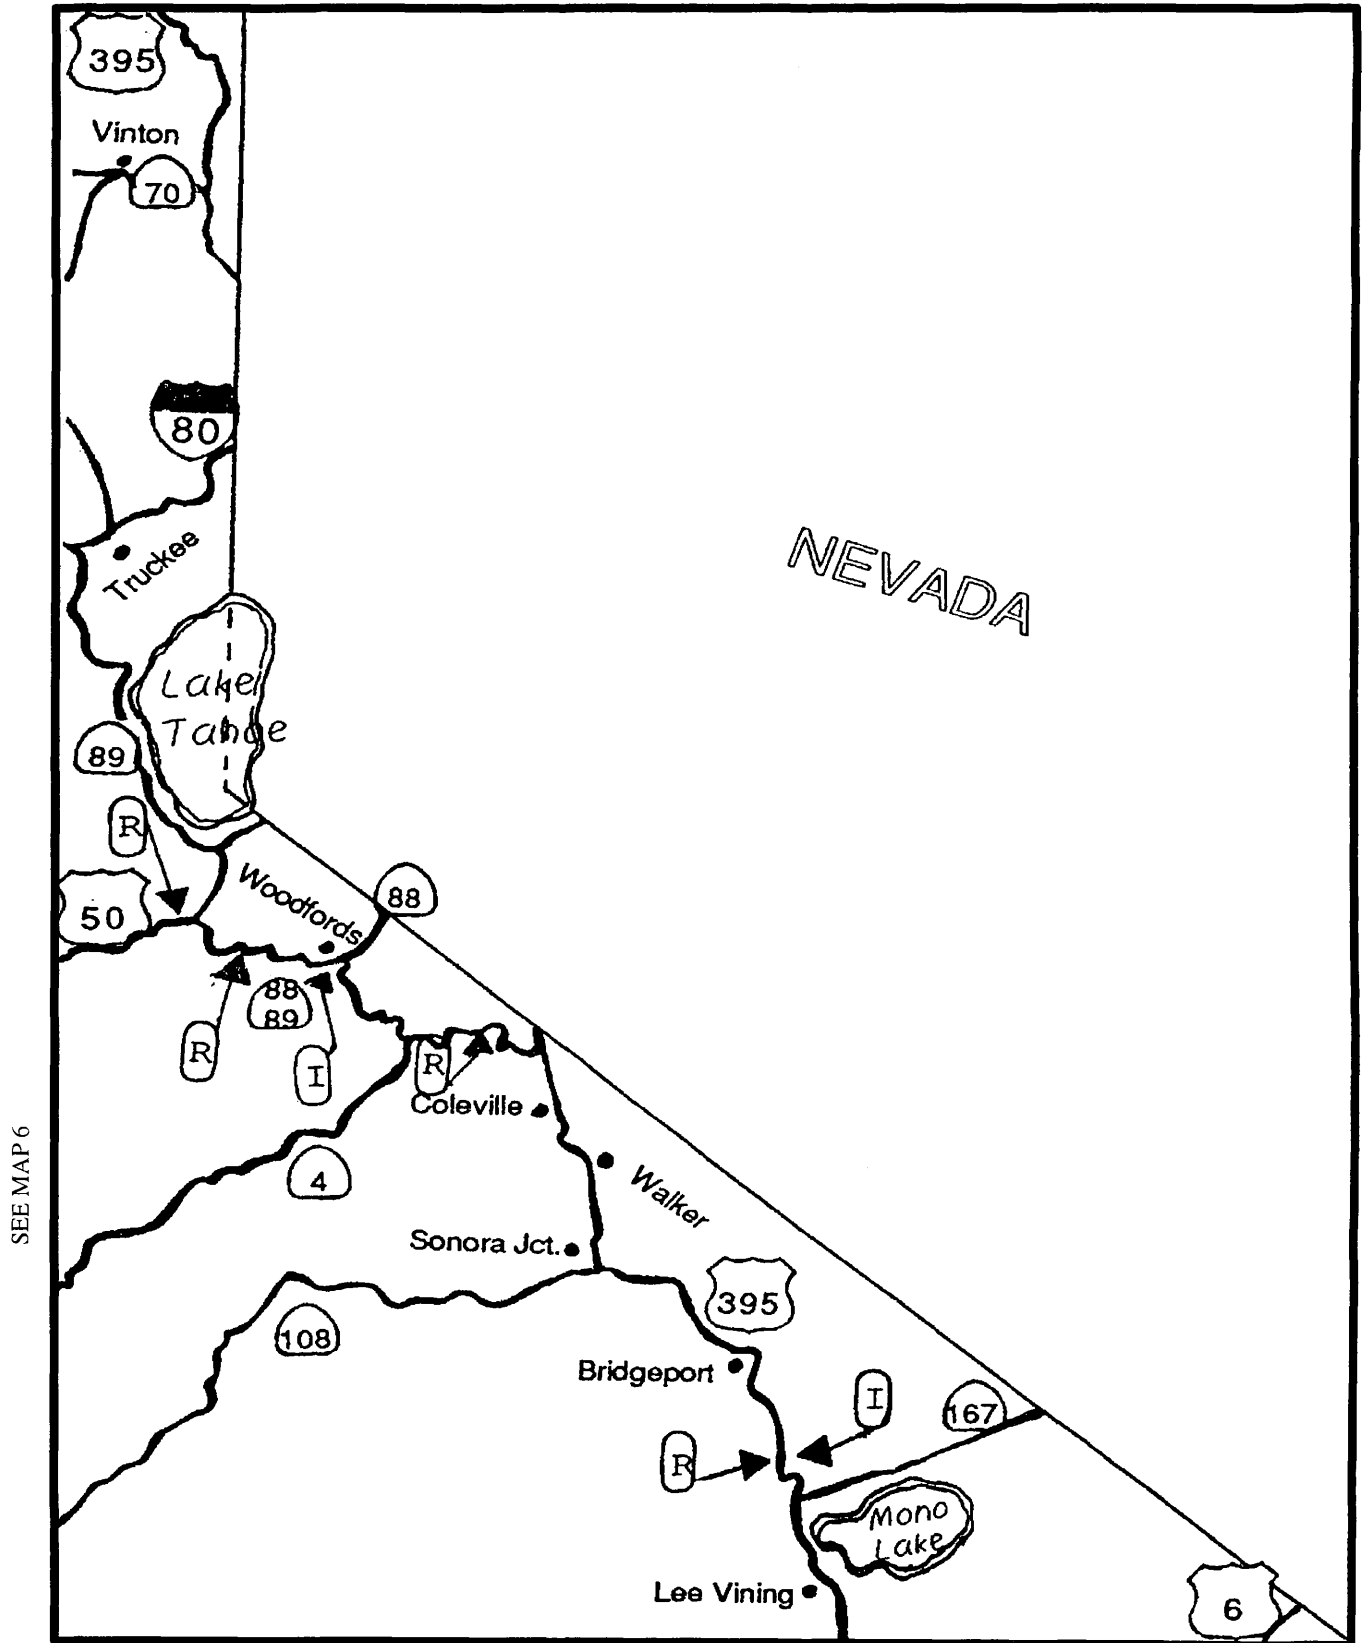 395
Vinton
70
80
Truckee
NEVADA
Lake
Tahoe
89
R
50
Woodfords
88
88
89
R
I
R
Coleville
SEE MAP 6
4
Walker
Sonora Jct.
395
108
Bridgeport
I
167
R
Mono
Lake
Lee Vining
6